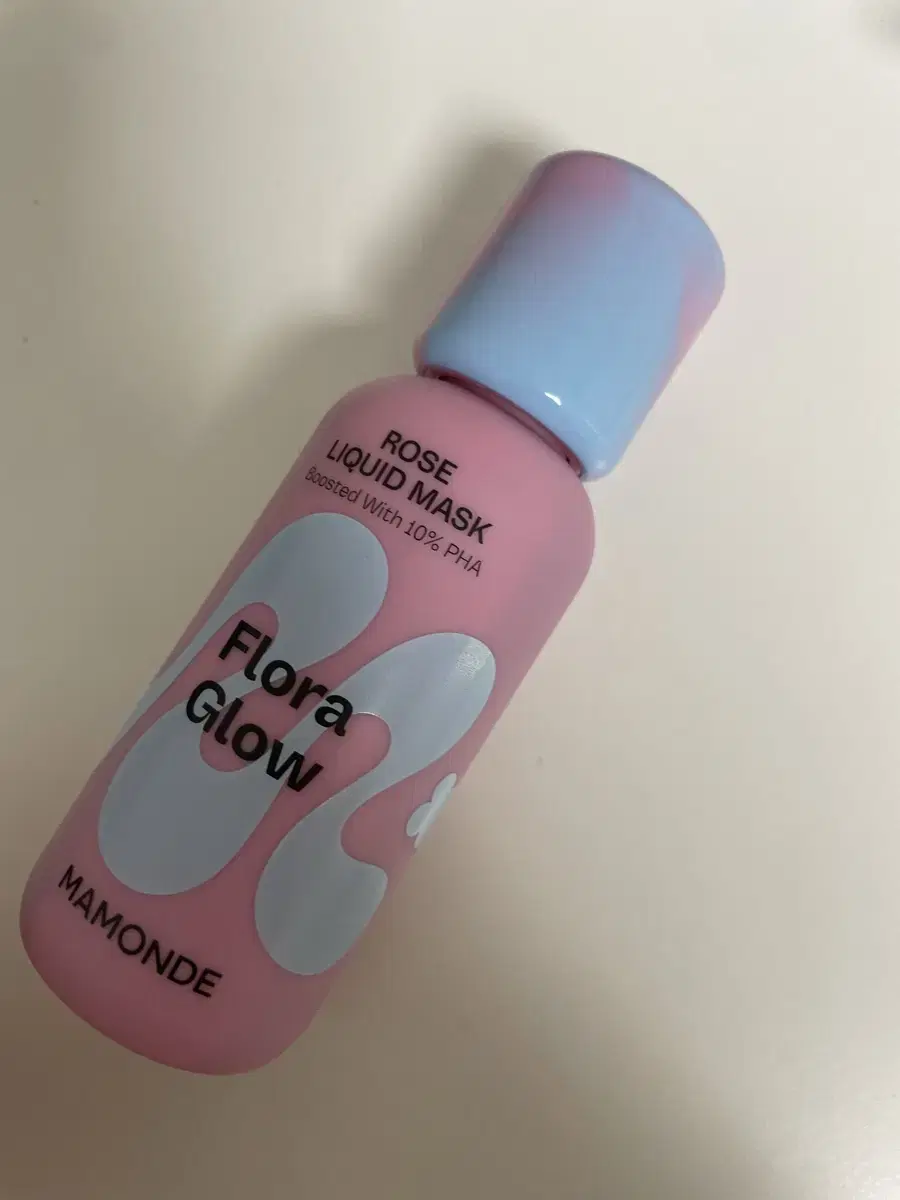 ROSE
LIQUID MASK
Boosted With 10% PHA
Flora
Glow
MAMONDE